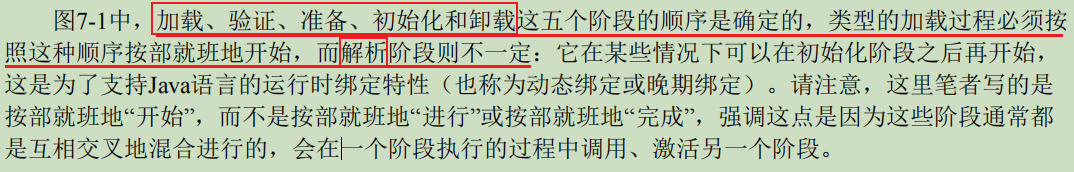 图7-1中，加载、验证、准备、初始化和卸载这五个阶段的顺序是确定的，类型的加载过程必须按
照这种顺序按部就班地开始，而解析阶段则不一定：它在某些情况下可以在初始化阶段之后再开始，
这是为了支持Java语言的运行时绑定特性（也称为动态绑定或晚期绑定）。请注意，这里笔者写的是
按部就班地“开始”，而不是按部就班地“进行”或按部就班地“完成”，强调这点是因为这些阶段通常都
是互相交叉地混合进行的，会在一个阶段执行的过程中调用、激活另一个阶段。